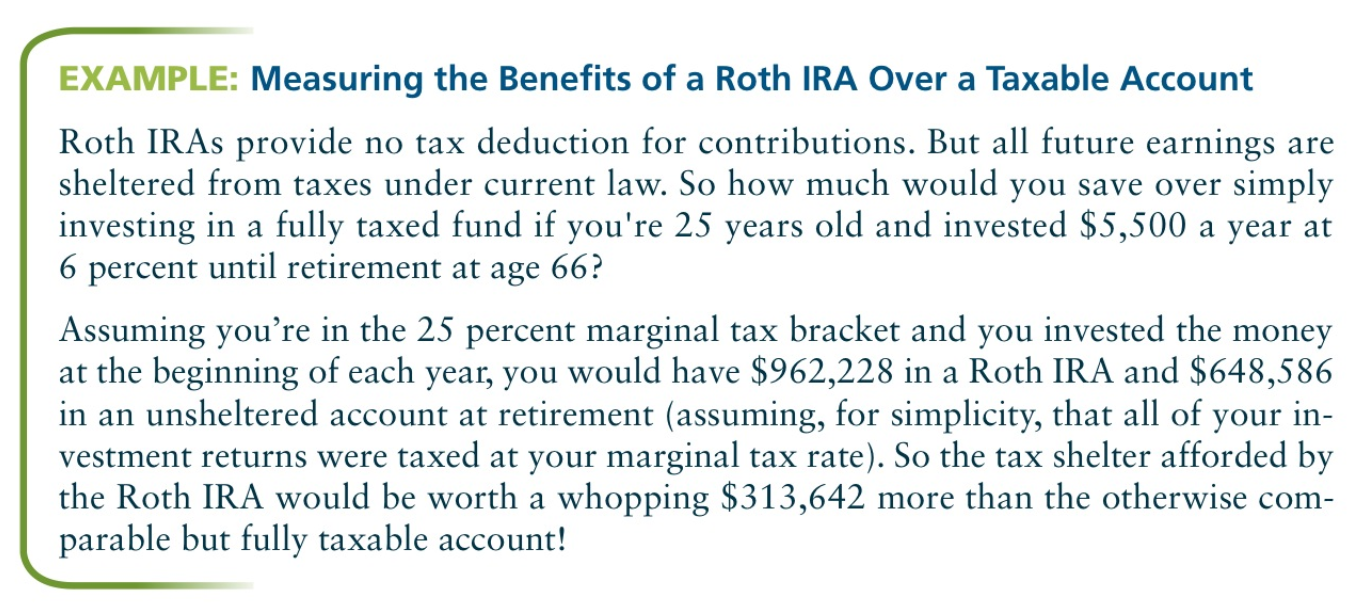 EXAMPLE: Measuring the Benefits of a Roth IRA Over a Taxable Account
Roth IRAs provide no tax deduction for contributions. But all future earnings are
sheltered from taxes under current law. So how much would you save over simply
investing in a fully taxed fund if you're 25 years old and invested $5,500 a year at
6 percent until retirement at age 66?
Assuming you’re in the 25 percent marginal tax bracket and you invested the money
at the beginning of each year, you would have $962,228 in a Roth IRA and $648,586
in an unsheltered account at retirement (assuming, for simplicity, that all of your in-
vestment returns were taxed at your marginal tax rate). So the tax shelter afforded by
the Roth IRA would be worth a whopping $313,642 more than the otherwise com-
parable but fully taxable account!